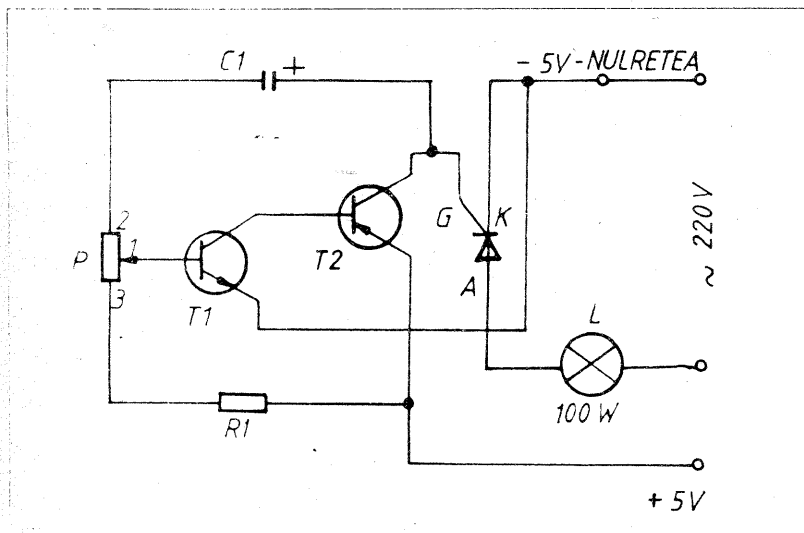 C1 +
- 5V - NULRETEA
2
P 1
3
T1
T2
G K
A
~ 220V
L
100 W
R1
+ 5V